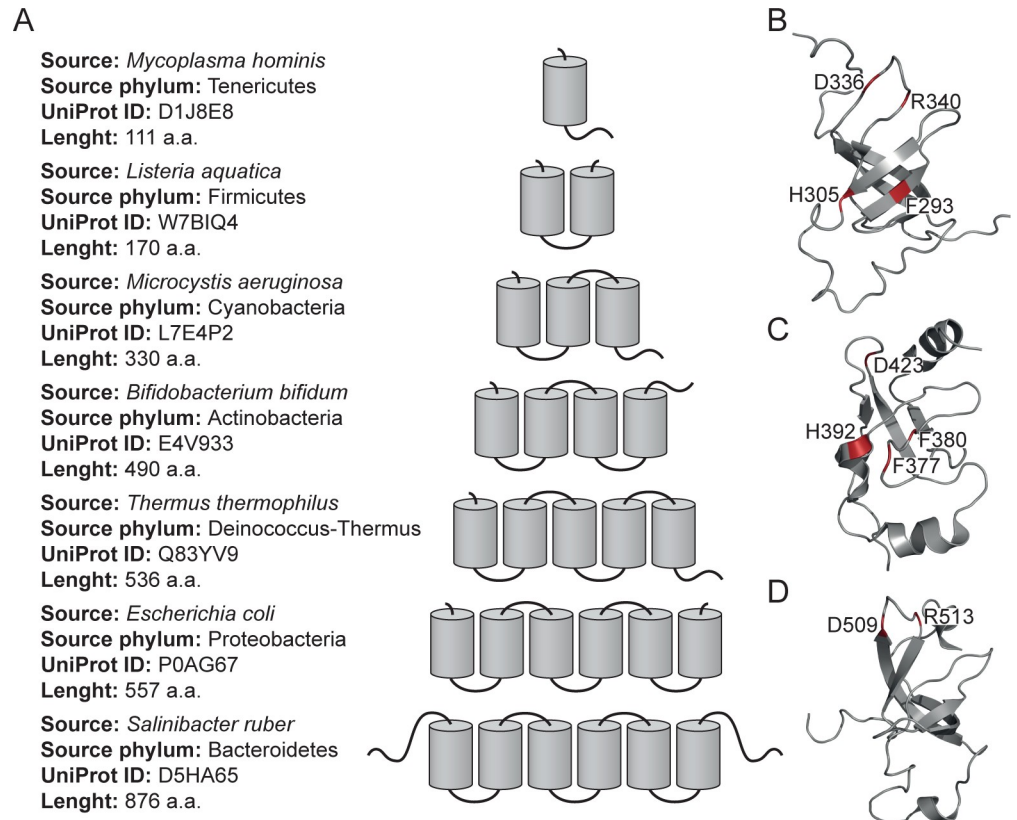 A
Source: Mycoplasma hominis
Source phylum: Tenericutes
UniProt ID: D1J8E8
Lenght: 111 a.a.
Source: Listeria aquatica
Source phylum: Firmicutes
UniProt ID: W7BIQ4
Lenght: 170 a.a.
Source: Microcystis aeruginosa
Source phylum: Cyanobacteria
UniProt ID: L7E4P2
Lenght: 330 a.a.
Source: Bifidobacterium bifidum
Source phylum: Actinobacteria
UniProt ID: E4V933
Lenght: 490 a.a.
Source: Thermus thermophilus
Source phylum: Deinococcus-Thermus
UniProt ID: Q83YV9
Lenght: 536 a.a.
Source: Escherichia coli
Source phylum: Proteobacteria
UniProt ID: P0AG67
Lenght: 557 a.a.
Source: Salinibacter ruber
Source phylum: Bacteroidetes
UniProt ID: D5HA65
Lenght: 876 a.a.
B
D336
R340
H305
F293
C
D423
H392
F380
F377
D
D509
R513